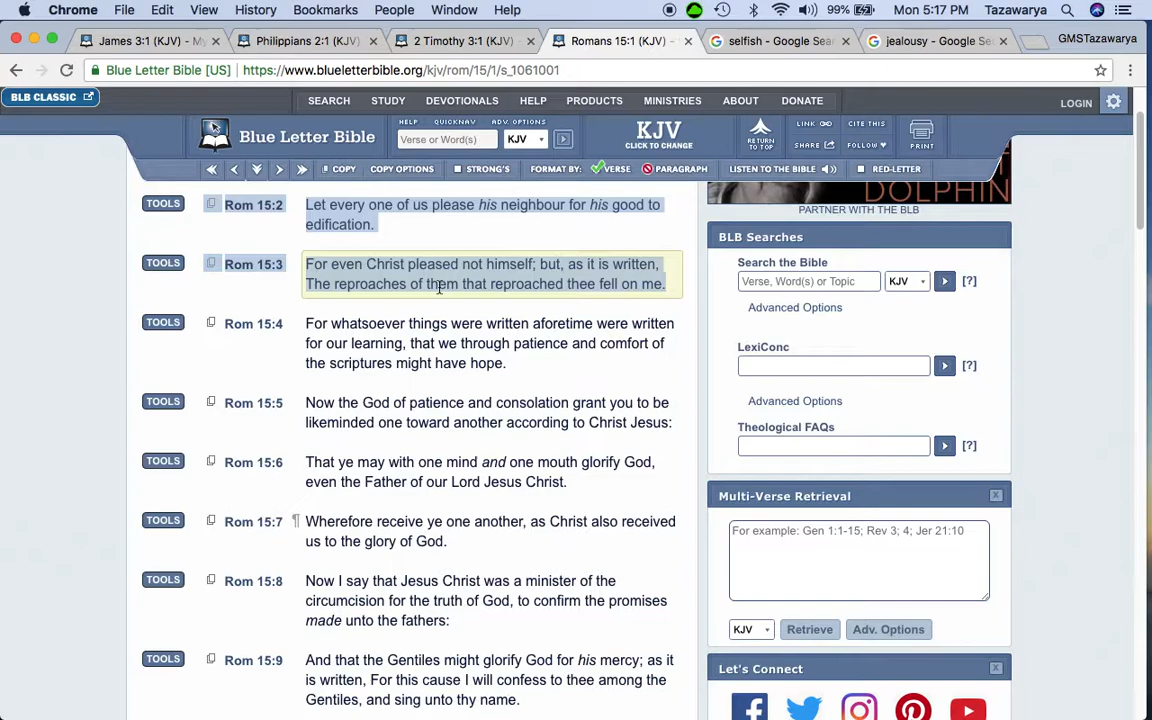 Chrome File Edit View History Bookmarks People Window Help 99% Mon 5:17 PM Tazawarya
James 3:1 (KJV) - My Philippians 2:1 (KJV) 2 Timothy 3:1 (KJV) - Romans 15:1 (KJV) - selfish - Google Sea jealousy - Google Se GMSTazawarya
Blue Letter Bible [US] https://www.blueletterbible.org/kjv/rom/15/1/s_1061001
BLB CLASSIC SEARCH STUDY DEVOTIONALS HELP PRODUCTS MINISTRIES ABOUT DONATE LOGIN
HELP QUICKNAV ADV. OPTIONS
Blue Letter Bible Verse or Word(s) KJV
KJV
CLICK TO CHANGE
RETURN
TO TOP
LINK CITE THIS
SHARE FOLLOW PRINT
COPY COPY OPTIONS STRONG'S FORMAT BY: VERSE PARAGRAPH LISTEN TO THE BIBLE RED-LETTER
TOOLS Rom 15:2 Let every one of us please his neighbour for his good to
edification.
TOOLS Rom 15:3 For even Christ pleased not himself; but, as it is written,
The reproaches of them that reproached thee fell on me.
TOOLS Rom 15:4 For whatsoever things were written aforetime were written
for our learning, that we through patience and comfort of
the scriptures might have hope.
TOOLS Rom 15:5 Now the God of patience and consolation grant you to be
likeminded one toward another according to Christ Jesus:
TOOLS Rom 15:6 That ye may with one mind and one mouth glorify God,
even the Father of our Lord Jesus Christ.
TOOLS Rom 15:7 ¶ Wherefore receive ye one another, as Christ also received
us to the glory of God.
TOOLS Rom 15:8 Now I say that Jesus Christ was a minister of the
circumcision for the truth of God, to confirm the promises
made unto the fathers:
TOOLS Rom 15:9 And that the Gentiles might glorify God for his mercy; as it
is written, For this cause I will confess to thee among the
Gentiles, and sing unto thy name.
DOLPHIN
PARTNER WITH THE BLB
BLB Searches
Search the Bible
Verse, Word(s) or Topic KJV [?]
Advanced Options
LexiConc
[?]
Advanced Options
Theological FAQs
[?]
Multi-Verse Retrieval x
For example: Gen 1:1-15; Rev 3; 4; Jer 21:10
KJV Retrieve Adv. Options
Let's Connect x